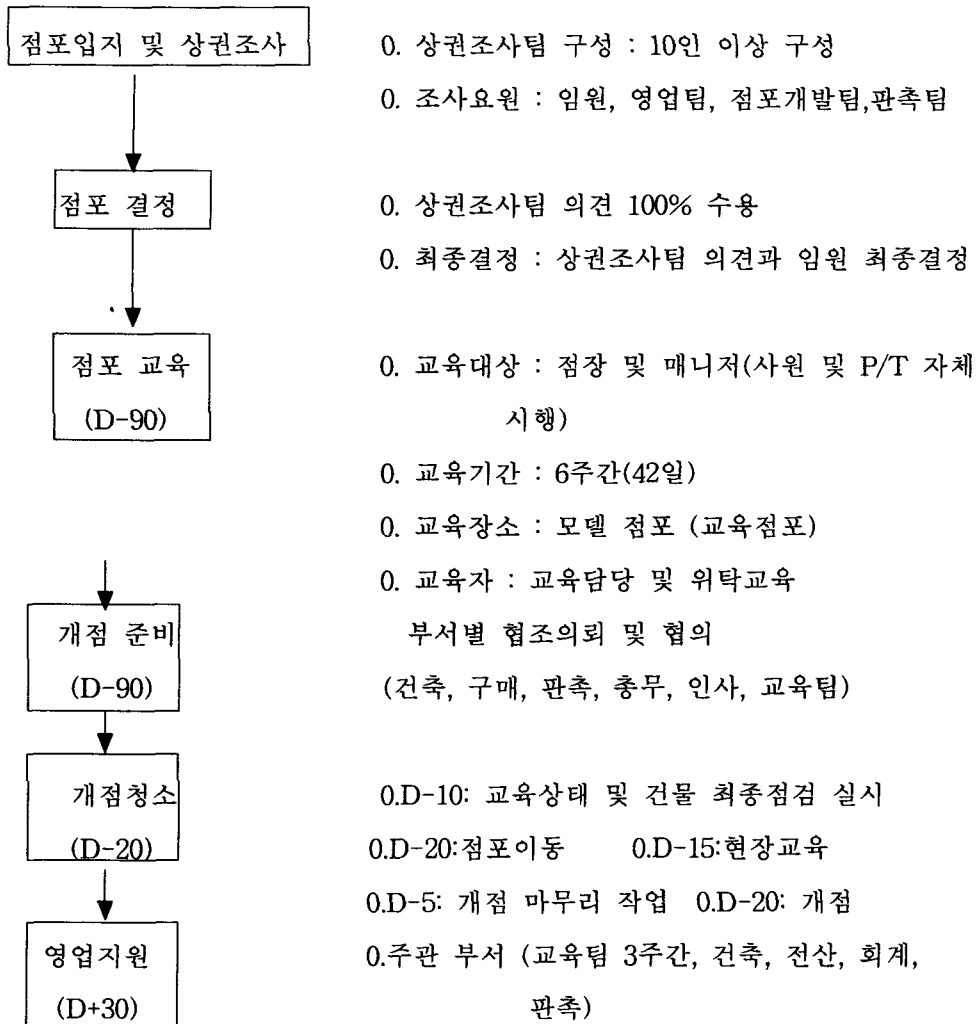 점포입지 및 상권조사
0. 상권조사팀 구성 : 10인 이상 구성
0. 조사요원 : 임원, 영업팀, 점포개발팀,판촉팀
점포 결정
0. 상권조사팀 의견 100% 수용
0. 최종결정 : 상권조사팀 의견과 임원 최종결정
점포 교육
(D-90)
0. 교육대상 : 점장 및 매니저(사원 및 P/T 자체
시행)
0. 교육기간 : 6주간(42일)
0. 교육장소 : 모델 점포 (교육점포)
0. 교육자 : 교육담당 및 위탁교육
개점 준비
(D-90)
부서별 협조의뢰 및 협의
(건축, 구매, 판촉, 총무, 인사, 교육팀)
개점청소
(D-20)
0.D-10: 교육상태 및 건물 최종점검 실시
0.D-20:점포이동 0.D-15:현장교육
0.D-5: 개점 마무리 작업 0.D-20: 개점
영업지원
(D+30)
0.주관 부서 (교육팀 3주간, 건축, 전산, 회계,
판촉)